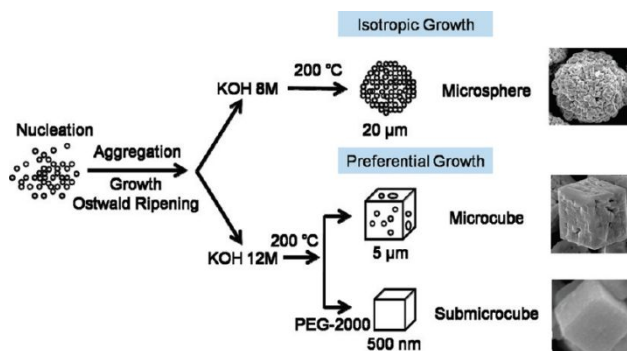 Isotropic Growth
KOH 8M
200 °C
Microsphere
20 μm
Nucleation
Aggregation
Growth
Ostwald Ripening
Preferential Growth
KOH 12M
200 °C
Microcube
5 μm
PEG-2000
Submicrocube
500 nm